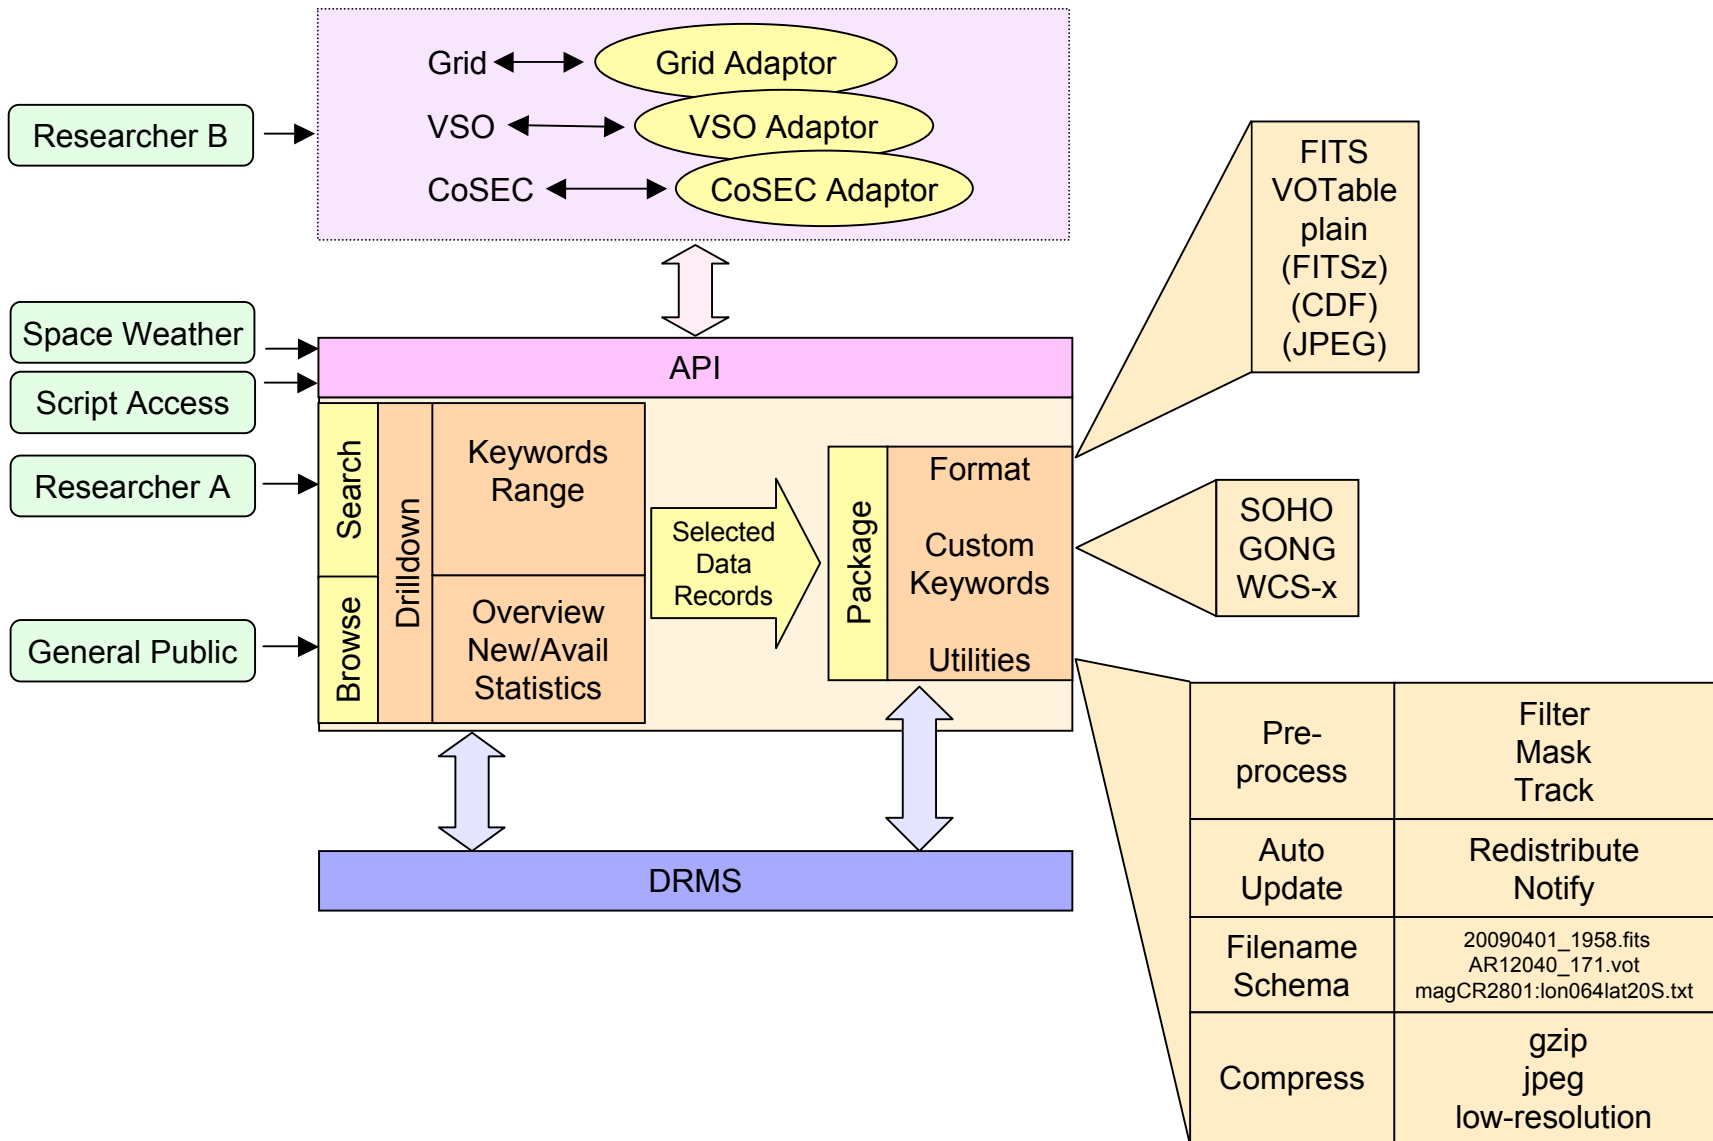 Grid
Grid Adaptor
VSO
VSO Adaptor
CoSEC
CoSEC Adaptor
Researcher B
Space Weather
Script Access
Researcher A
General Public
API
Search
Browse
Drilldown
Keywords
Range
Overview
New/Avail
Statistics
Selected
Data
Records
Package
Format
Custom
Keywords
Utilities
DRMS
FITS
VOTable
plain
(FITSz)
(CDF)
(JPEG)
SOHO
GONG
WCS-x
Pre-
process
Filter
Mask
Track
Auto
Update
Redistribute
Notify
Filename
Schema
20090401_1958.fits
AR12040_171.vot
magCR2801:lon064lat20S.txt
Compress
gzip
jpeg
low-resolution